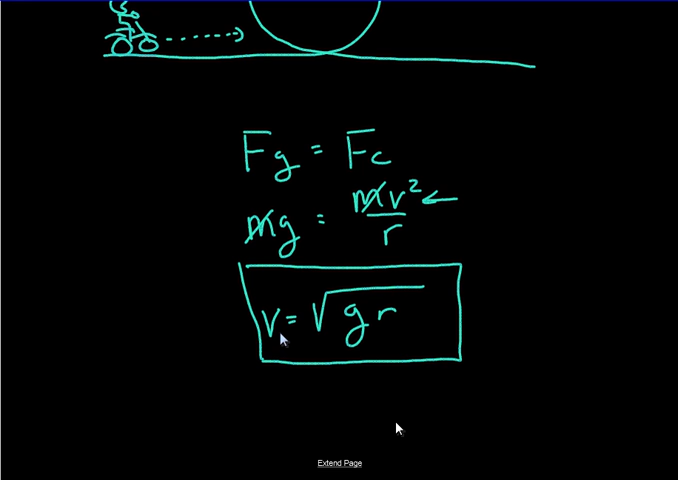 Fg = Fc
mg = mv²/r
v = √gr
Extend Page